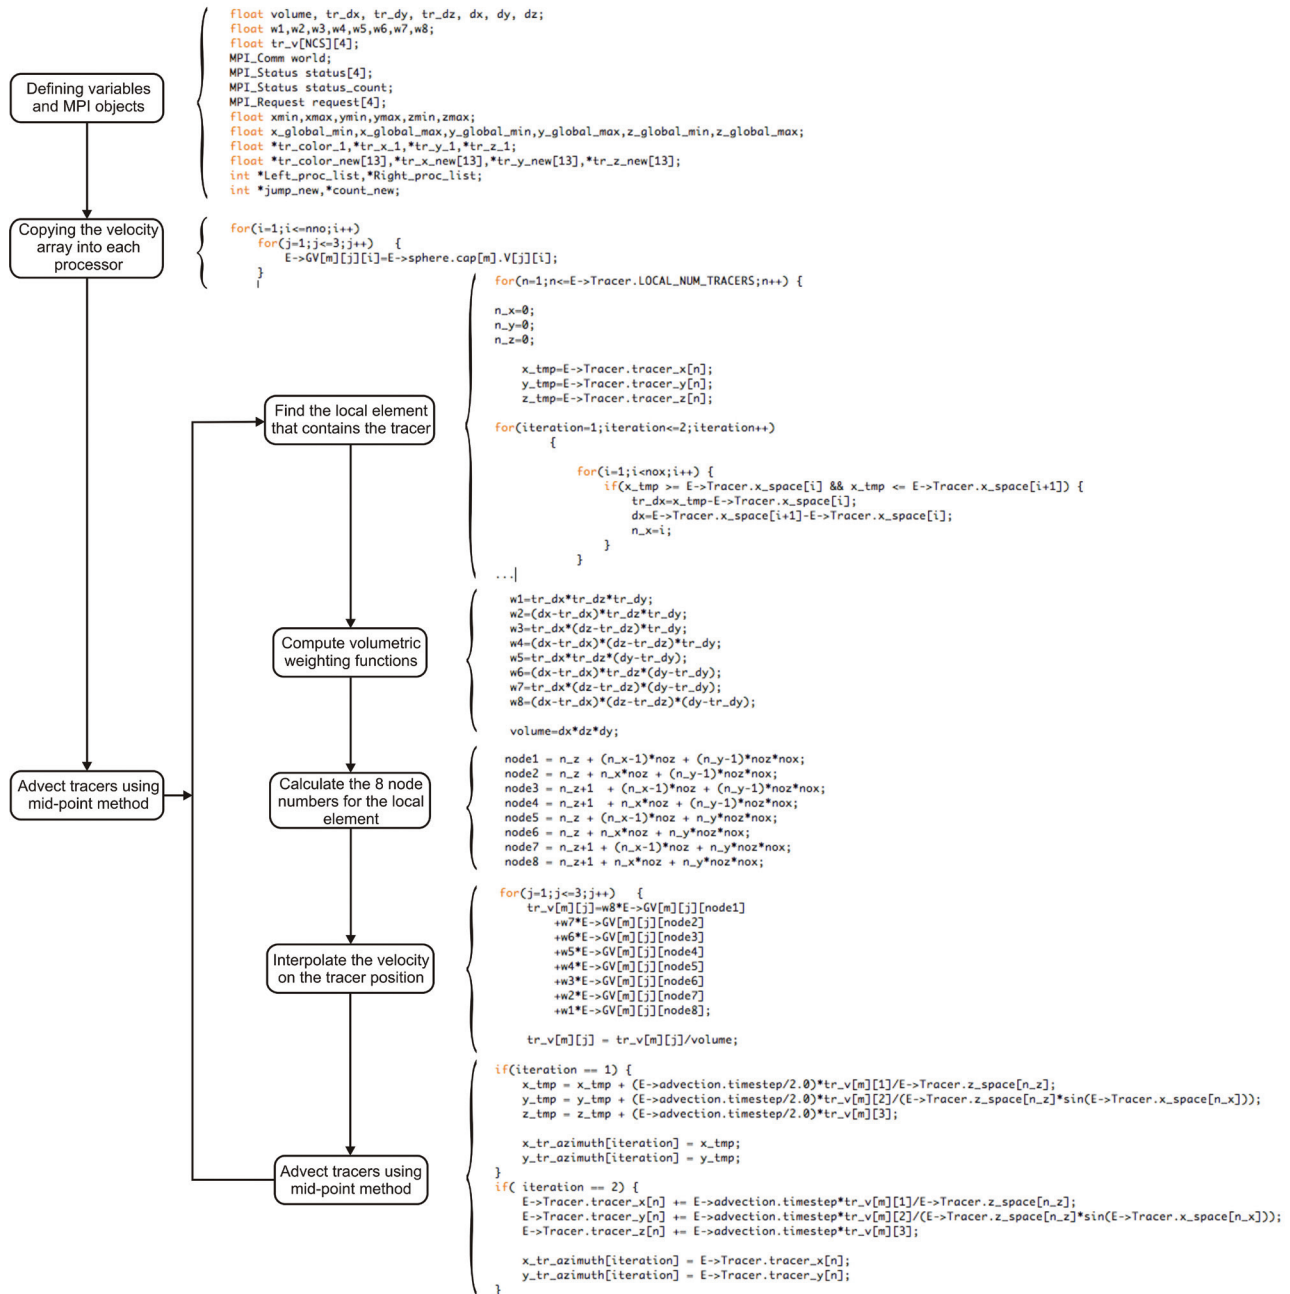 float volume, tr_dx, tr_dy, tr_dz, dx, dy, dz;
float w1,w2,w3,w4,w5,w6,w7,w8;
float tr_v[NCS][4];
MPI_Comm world;
MPI_Status status[4];
MPI_Status status_count;
MPI_Request request[4];
float xmin,xmax,ymin,ymax,zmin,zmax;
float x_global_min,x_global_max,y_global_min,y_global_max,z_global_min,z_global_max;
float *tr_color_1,*tr_x_1,*tr_y_1,*tr_z_1;
float *tr_color_new[13],*tr_x_new[13],*tr_y_new[13],*tr_z_new[13];
int *Left_proc_list,*Right_proc_list;
int *jump_new,*count_new;
Defining variables
and MPI objects
Copying the velocity
array into each
processor
for(i=1;i<=nno;i++)
for(j=1;j<=3;j++)   {
E->GV[m][j][i]=E->sphere.cap[m].V[j][i];
}
for(n=1;n<=E->Tracer.LOCAL_NUM_TRACERS;n++) {
n_x=0;
n_y=0;
n_z=0;
x_tmp=E->Tracer.tracer_x[n];
y_tmp=E->Tracer.tracer_y[n];
z_tmp=E->Tracer.tracer_z[n];
for(iteration=1;iteration<=2;iteration++)
{
for(i=1;i<nox;i++) {
if(x_tmp >= E->Tracer.x_space[i] && x_tmp <= E->Tracer.x_space[i+1]) {
tr_dx=x_tmp-E->Tracer.x_space[i];
dx=E->Tracer.x_space[i+1]-E->Tracer.x_space[i];
n_x=i;
}
}
...
Find the local element
that contains the tracer
w1=tr_dx*tr_dz*tr_dy;
w2=(dx-tr_dx)*tr_dz*tr_dy;
w3=tr_dx*(dz-tr_dz)*tr_dy;
w4=(dx-tr_dx)*(dz-tr_dz)*tr_dy;
w5=tr_dx*tr_dz*(dy-tr_dy);
w6=(dx-tr_dx)*tr_dz*(dy-tr_dy);
w7=tr_dx*(dz-tr_dz)*(dy-tr_dy);
w8=(dx-tr_dx)*(dz-tr_dz)*(dy-tr_dy);
volume=dx*dz*dy;
Compute volumetric
weighting functions
Advect tracers using
mid-point method
Calculate the 8 node
numbers for the local
element
node1 = n_z + (n_x-1)*noz + (n_y-1)*noz*nox;
node2 = n_z + n_x*noz + (n_y-1)*noz*nox;
node3 = n_z+1  + (n_x-1)*noz + (n_y-1)*noz*nox;
node4 = n_z+1  + n_x*noz + (n_y-1)*noz*nox;
node5 = n_z + (n_x-1)*noz + n_y*noz*nox;
node6 = n_z + n_x*noz + n_y*noz*nox;
node7 = n_z+1 + (n_x-1)*noz + n_y*noz*nox;
node8 = n_z+1 + n_x*noz + n_y*noz*nox;
Interpolate the velocity
on the tracer position
for(j=1;j<=3;j++)   {
tr_v[m][j]=w8*E->GV[m][j][node1]
+w7*E->GV[m][j][node2]
+w6*E->GV[m][j][node3]
+w5*E->GV[m][j][node4]
+w4*E->GV[m][j][node5]
+w3*E->GV[m][j][node6]
+w2*E->GV[m][j][node7]
+w1*E->GV[m][j][node8];
tr_v[m][j] = tr_v[m][j]/volume;
Advect tracers using
mid-point method
if(iteration == 1) {
x_tmp = x_tmp + (E->advection.timestep/2.0)*tr_v[m][1]/E->Tracer.z_space[n_z];
y_tmp = y_tmp + (E->advection.timestep/2.0)*tr_v[m][2]/(E->Tracer.z_space[n_z]*sin(E->Tracer.x_space[n_x]));
z_tmp = z_tmp + (E->advection.timestep/2.0)*tr_v[m][3];
x_tr_azimuth[iteration] = x_tmp;
y_tr_azimuth[iteration] = y_tmp;
}
if( iteration == 2) {
E->Tracer.tracer_x[n] += E->advection.timestep*tr_v[m][1]/E->Tracer.z_space[n_z];
E->Tracer.tracer_y[n] += E->advection.timestep*tr_v[m][2]/(E->Tracer.z_space[n_z]*sin(E->Tracer.x_space[n_x]));
E->Tracer.tracer_z[n] += E->advection.timestep*tr_v[m][3];
x_tr_azimuth[iteration] = E->Tracer.tracer_x[n];
y_tr_azimuth[iteration] = E->Tracer.tracer_y[n];
}